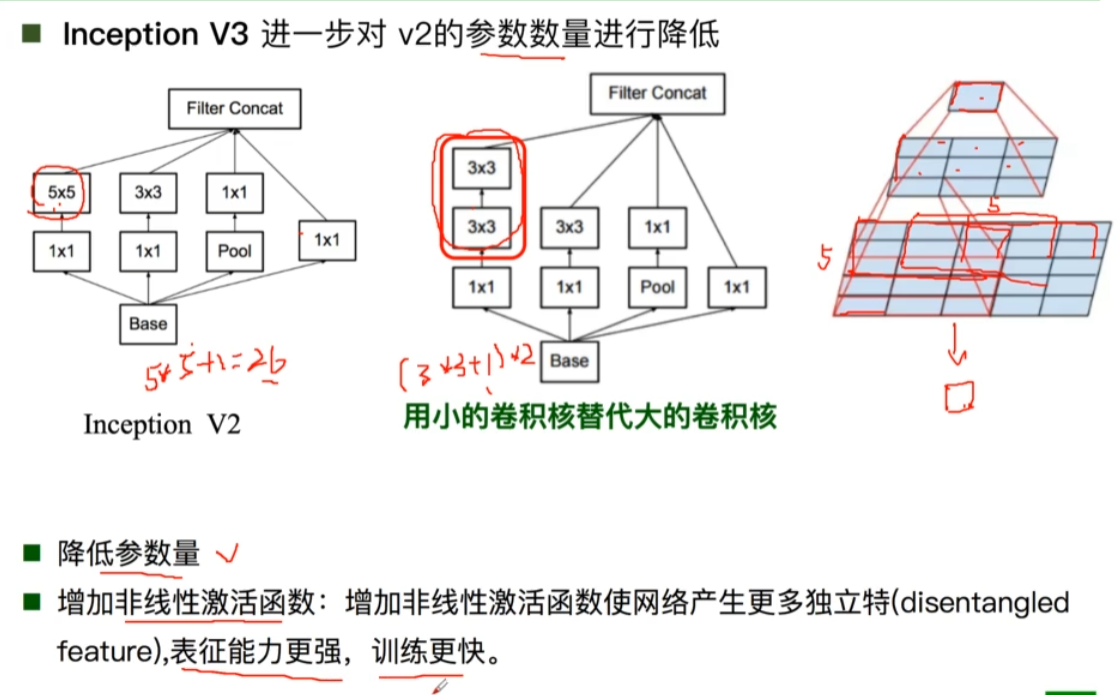 Inception V3 进一步对 v2的参数数量进行降低
Filter Concat
5x5
3x3
1x1
1x1
1x1
1x1
Pool
Base
5*5+1=26
Inception V2
Filter Concat
3x3
3x3
3x3
1x1
1x1
1x1
Pool
1x1
Base
(3*3+1)*2
用小的卷积核替代大的卷积核
5
5
降低参数量 ✓
增加非线性激活函数：增加非线性激活函数使网络产生更多独立特(disentangled
feature),表征能力更强，训练更快。